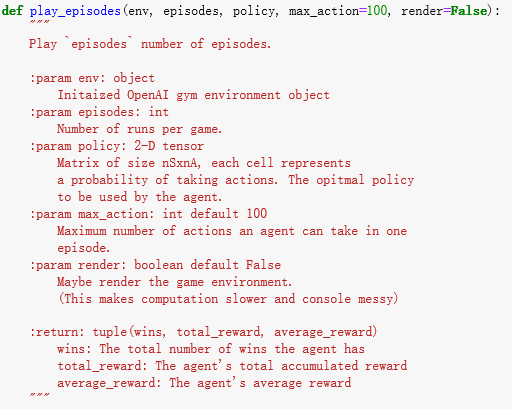 def play_episodes(env, episodes, policy, max_action=100, render=False):
"""
Play `episodes` number of episodes.
:param env: object
Initaized OpenAI gym environment object
:param episodes: int
Number of runs per game.
:param policy: 2-D tensor
Matrix of size nSxnA, each cell represents
a probability of taking actions. The opitmal policy
to be used by the agent.
:param max_action: int default 100
Maximum number of actions an agent can take in one
episode.
:param render: boolean default False
Maybe render the game environment.
(This makes computation slower and console messy)
:return: tuple(wins, total_reward, average_reward)
wins: The total number of wins the agent has
total_reward: The agent's total accumulated reward
average_reward: The agent's average reward
"""